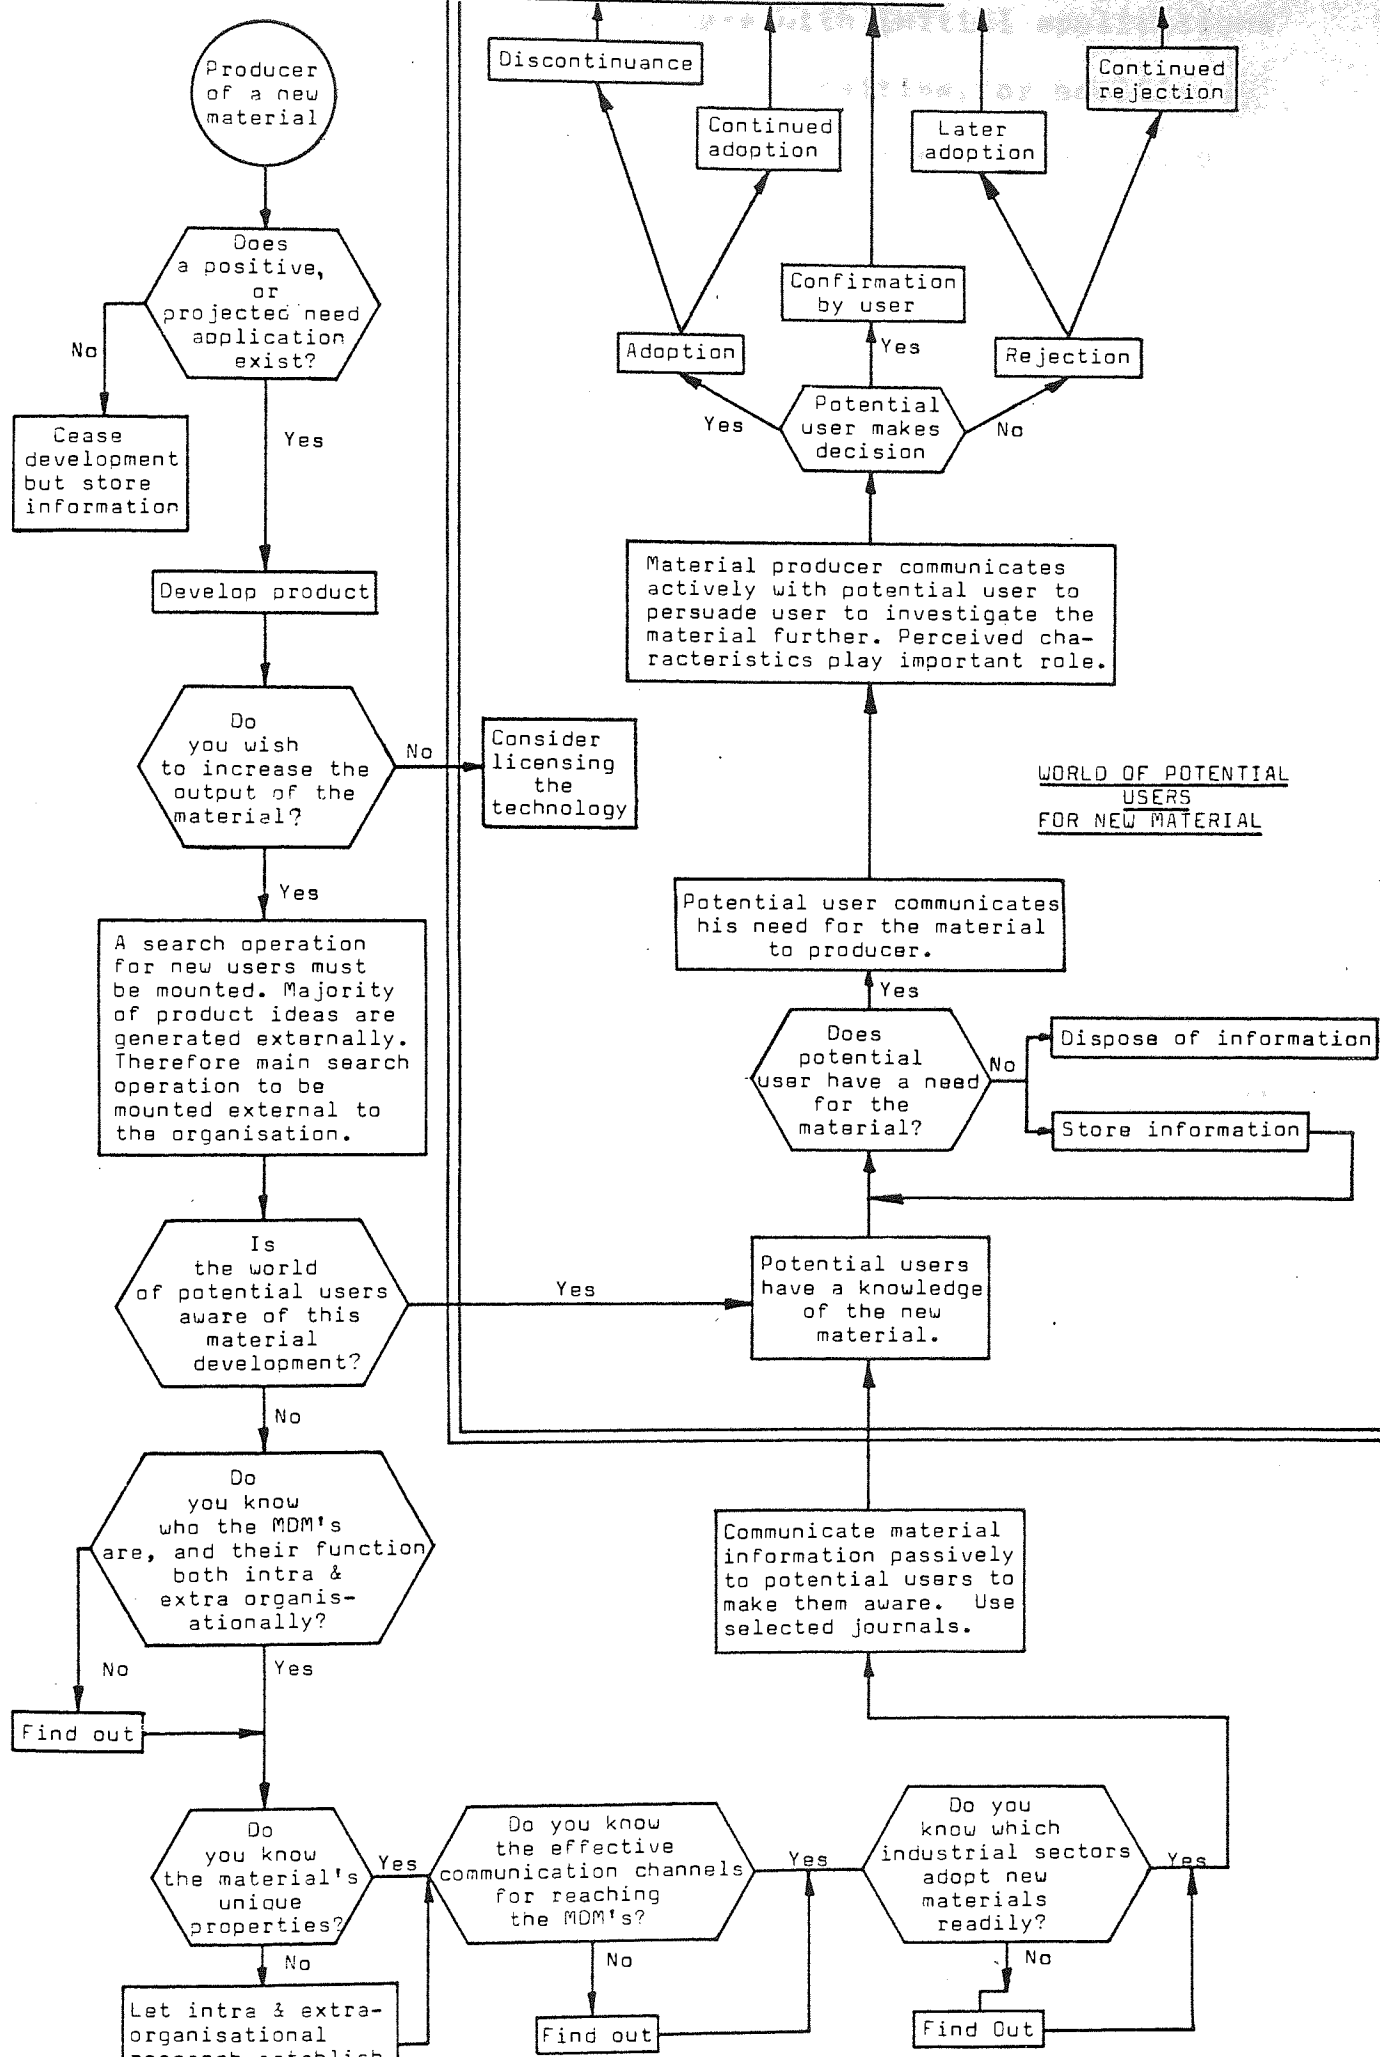 Producer
of a new
material
Does
a positive,
or
projected need
application
exist?
No
Yes
Cease
development
but store
information
Develop product
Do
you wish
to increase the
output of the
material?
No
Consider
licensing
the
technology
Yes
A search operation
for new users must
be mounted. Majority
of product ideas are
generated externally.
Therefore main search
operation to be
mounted external to
the organisation.
Is
the world
of potential users
aware of this
material
development?
Yes
No
Do
you know
who the MDM's
are, and their function
both intra &
extra organis-
ationally?
No
Yes
Find out
Do
you know
the material's
unique
properties?
Yes
No
Let intra & extra-
organisational
research establish
Do you know
the effective
communication channels
for reaching
the MDM's?
Yes
No
Find out
Do you
know which
industrial sectors
adopt new
materials
readily?
Yes
No
Find Out
Communicate material
information passively
to potential users to
make them aware. Use
selected journals.
Potential users
have a knowledge
of the new
material.
Does
potential
user have a need
for the
material?
No
Dispose of information
Store information
Yes
Potential user communicates
his need for the material
to producer.
WORLD OF POTENTIAL
USERS
FOR NEW MATERIAL
Material producer communicates
actively with potential user to
persuade user to investigate the
material further. Perceived cha-
racteristics play important role.
Potential
user makes
decision
Yes
Yes
No
Adoption
Confirmation
by user
Rejection
Discontinuance
Continued
adoption
Later
adoption
Continued
rejection